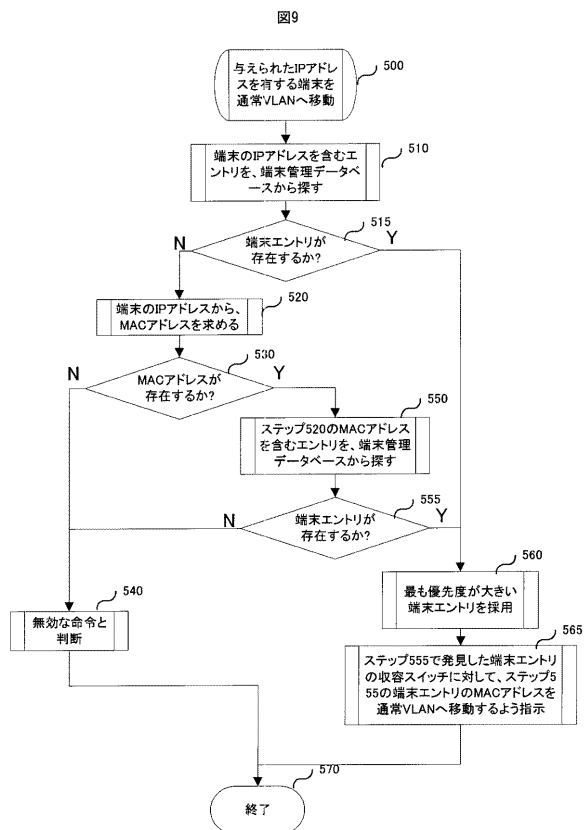 図9
与えられたIPアドレス
を有する端末を
通常VLANへ移動
500
端末のIPアドレスを含むエ
ントリを、端末管理データベ
ースから探す
510
端末エントリが
存在するか?
515
N
Y
端末のIPアドレスから、
MACアドレスを求める
520
MACアドレスが
存在するか?
530
N
Y
ステップ520のMACアドレス
を含むエントリを、端末管理
データベースから探す
550
端末エントリが
存在するか?
555
N
Y
最も優先度が大きい
端末エントリを採用
560
無効な命令と
判断
540
ステップ555で発見した端末エントリ
の収容スイッチに対して、ステップ5
55の端末エントリのMACアドレスを
通常VLANへ移動するよう指示
565
終了
570